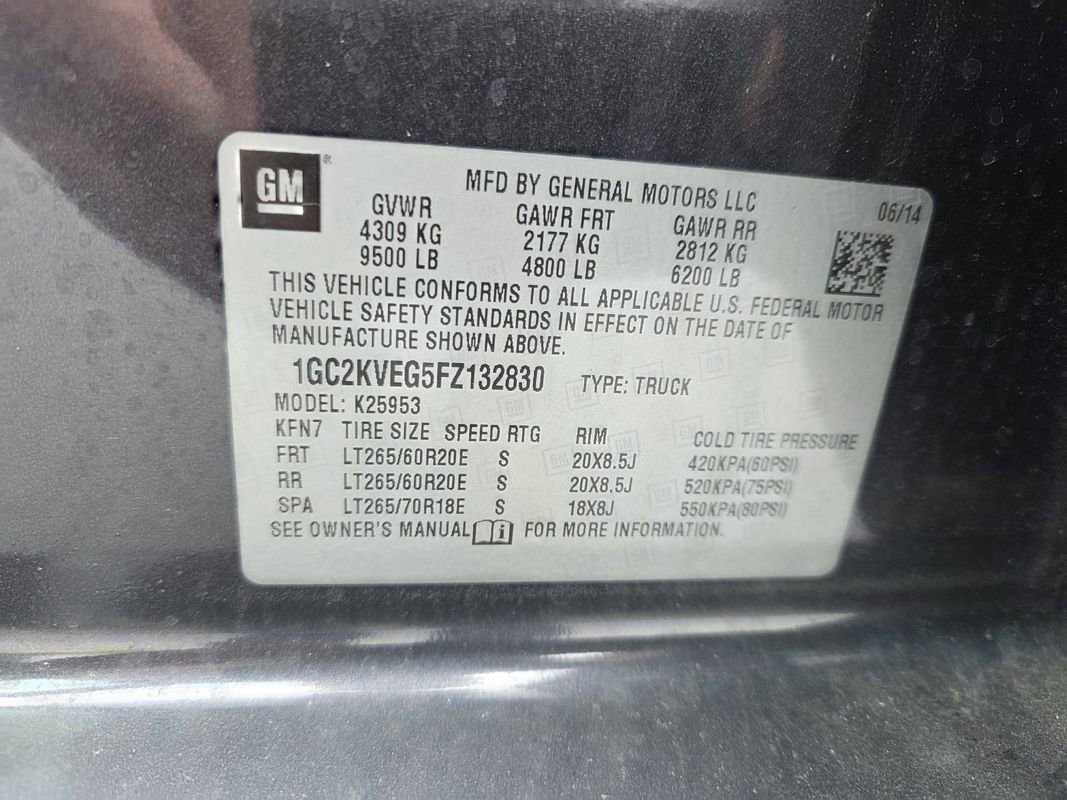 GM
MFD BY GENERAL MOTORS LLC
06/14
GVWR GAWR FRT GAWR RR
4309 KG 2177 KG 2812 KG
9500 LB 4800 LB 6200 LB
THIS VEHICLE CONFORMS TO ALL APPLICABLE U.S. FEDERAL MOTOR
VEHICLE SAFETY STANDARDS IN EFFECT ON THE DATE OF
MANUFACTURE SHOWN ABOVE.
1GC2KVEG5FZ132830 TYPE: TRUCK
MODEL: K25953
KFN7 TIRE SIZE SPEED RTG RIM COLD TIRE PRESSURE
FRT LT265/60R20E S 20X8.5J 420KPA(60PSI)
RR LT265/60R20E S 20X8.5J 520KPA(75PSI)
SPA LT265/70R18E S 18X8J 550KPA(80PSI)
SEE OWNER'S MANUAL i FOR MORE INFORMATION.